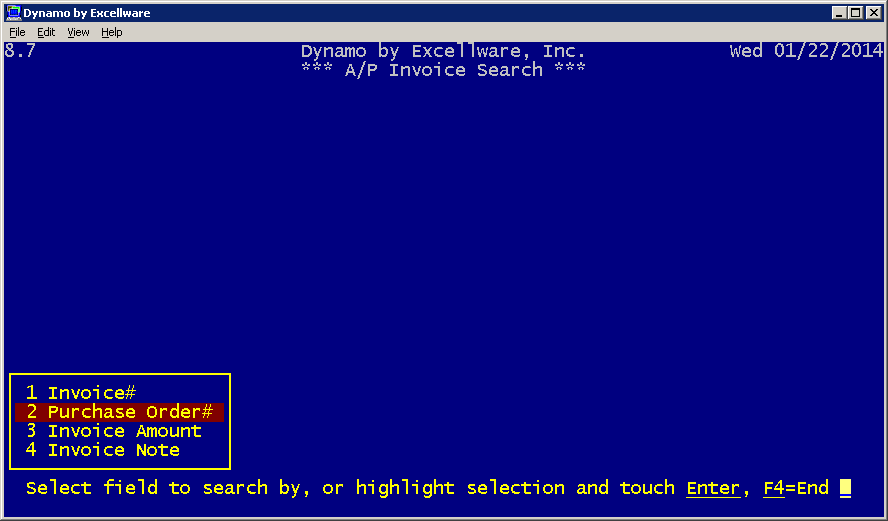 Dynamo by Excellware
File Edit View Help
8.7 Dynamo by Excellware, Inc. Wed 01/22/2014
*** A/P Invoice Search ***
1 Invoice#
2 Purchase Order#
3 Invoice Amount
4 Invoice Note
Select field to search by, or highlight selection and touch Enter, F4=End